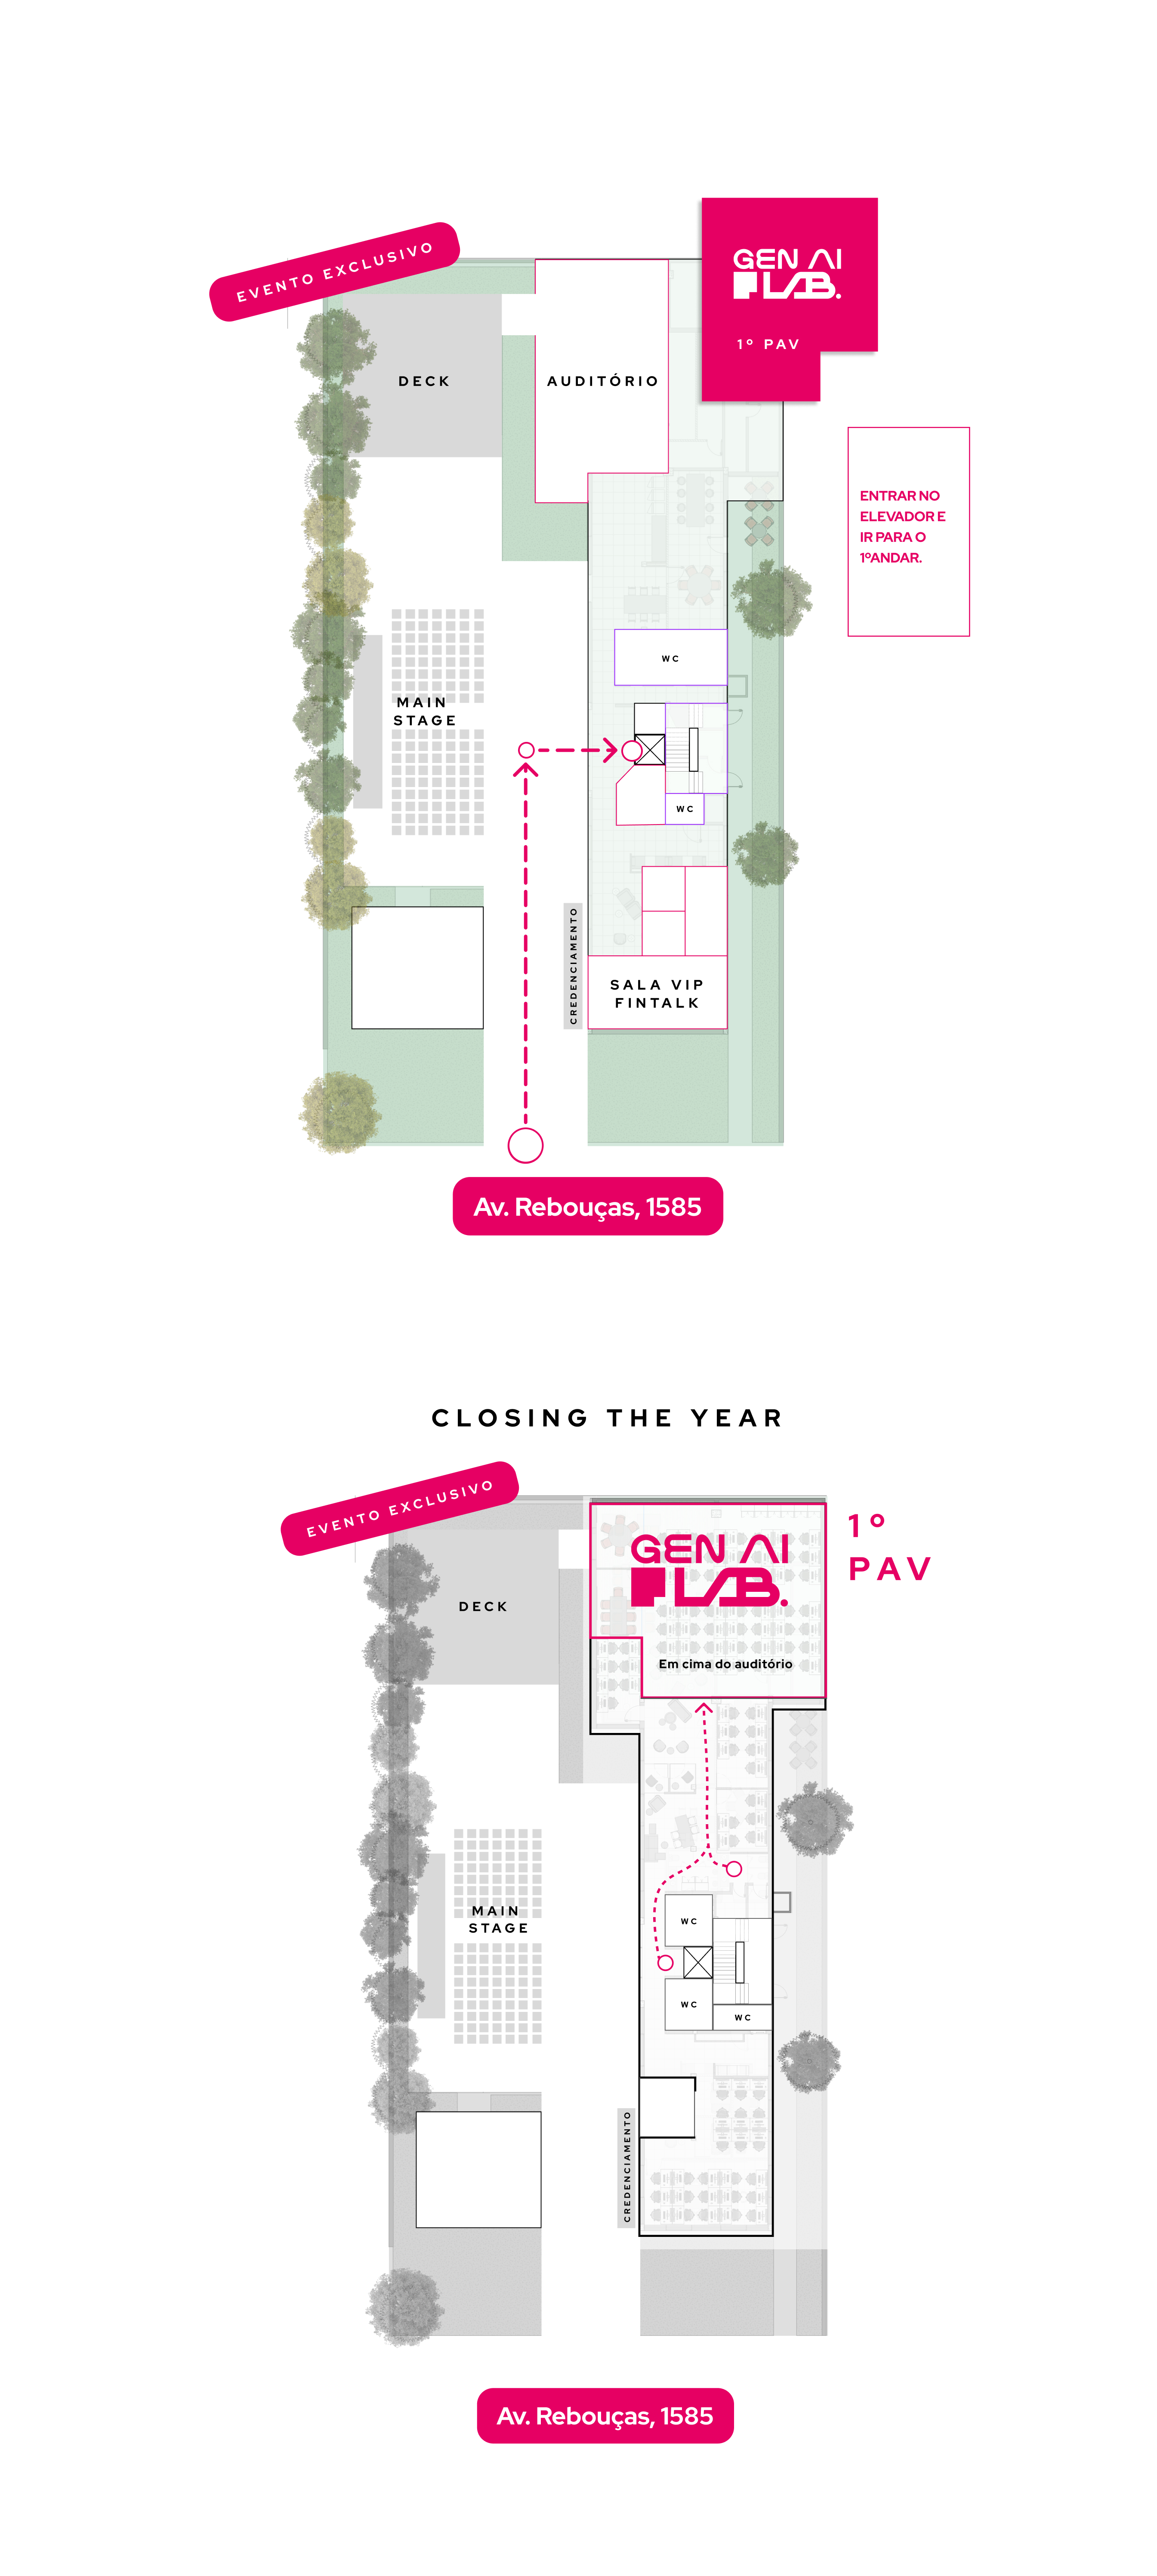 EVENTO EXCLUSIVO
GEN AI
LAB.
1º PAV
DECK
AUDITÓRIO
ENTRAR NO
ELEVADOR E
IR PARA O
1ºANDAR.
WC
MAIN
STAGE
WC
CREDENCIAMENTO
SALA VIP
FINTALK
Av. Rebouças, 1585
CLOSING THE YEAR
EVENTO EXCLUSIVO
1º
PAV
GEN AI
LAB.
DECK
Em cima do auditório
MAIN
STAGE
WC
WC
WC
CREDENCIAMENTO
Av. Rebouças, 1585